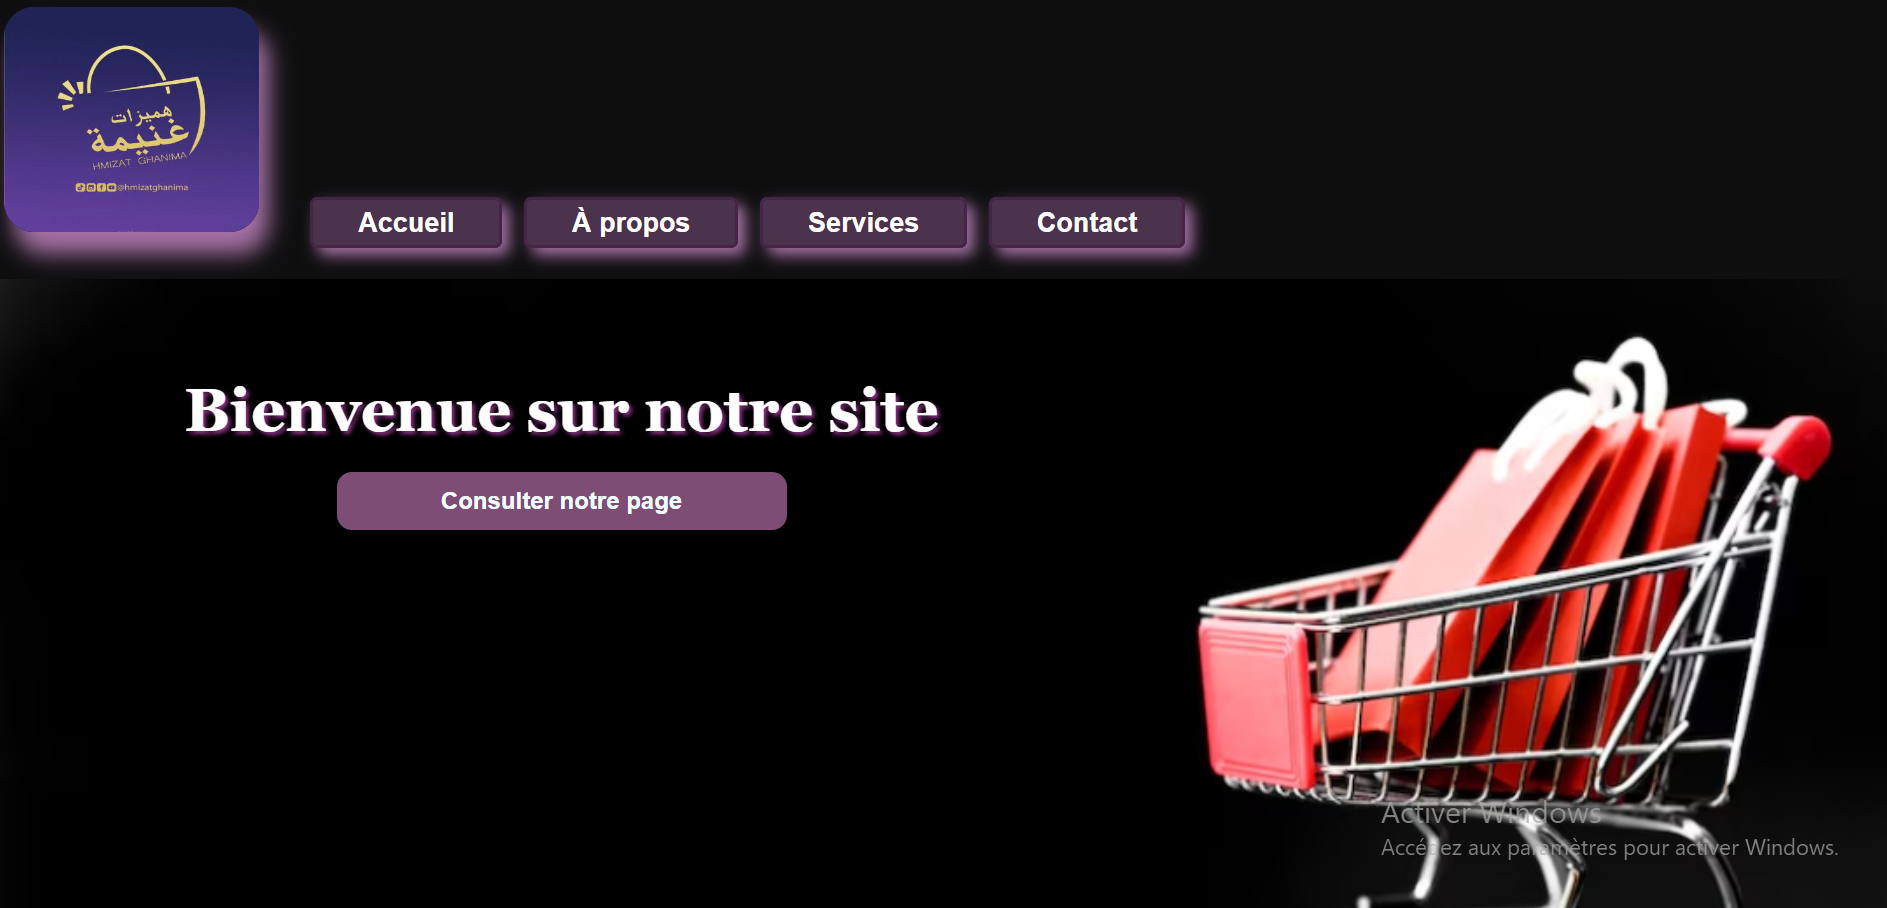 هميزات
غنيمة
HMIZAT GHANIMA
@hmizatghanima
Accueil
À propos
Services
Contact
Bienvenue sur notre site
Consulter notre page
Activer Windows
Accédez aux paramètres pour activer Windows.